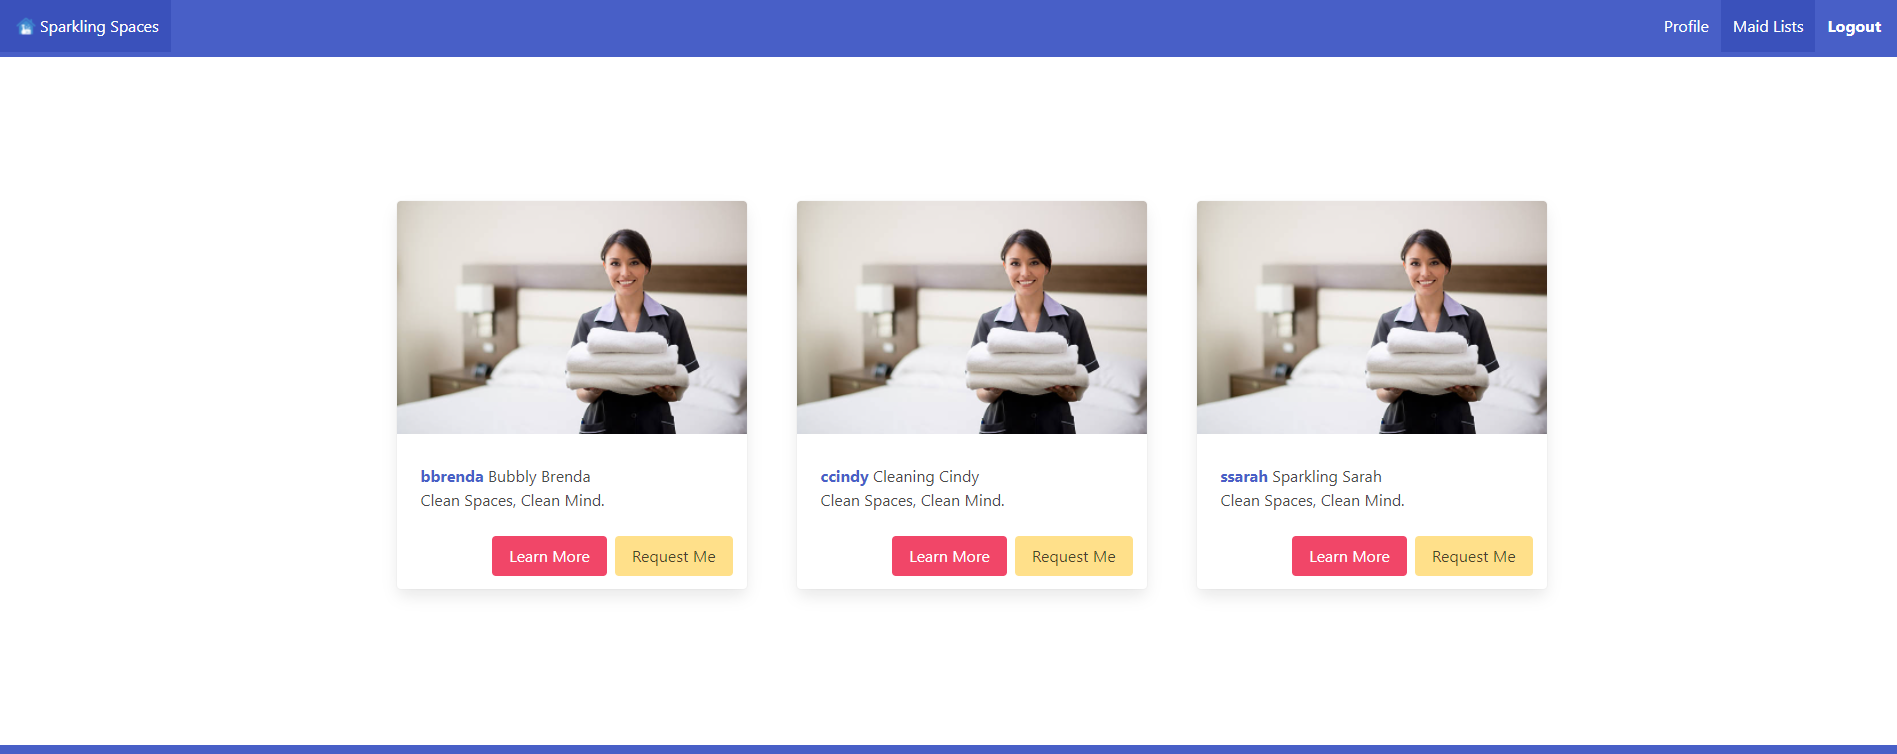 Sparkling Spaces
Profile
Maid Lists
Logout
bbrenda Bubbly Brenda
Clean Spaces, Clean Mind.
Learn More
Request Me
ccindy Cleaning Cindy
Clean Spaces, Clean Mind.
Learn More
Request Me
ssarah Sparkling Sarah
Clean Spaces, Clean Mind.
Learn More
Request Me